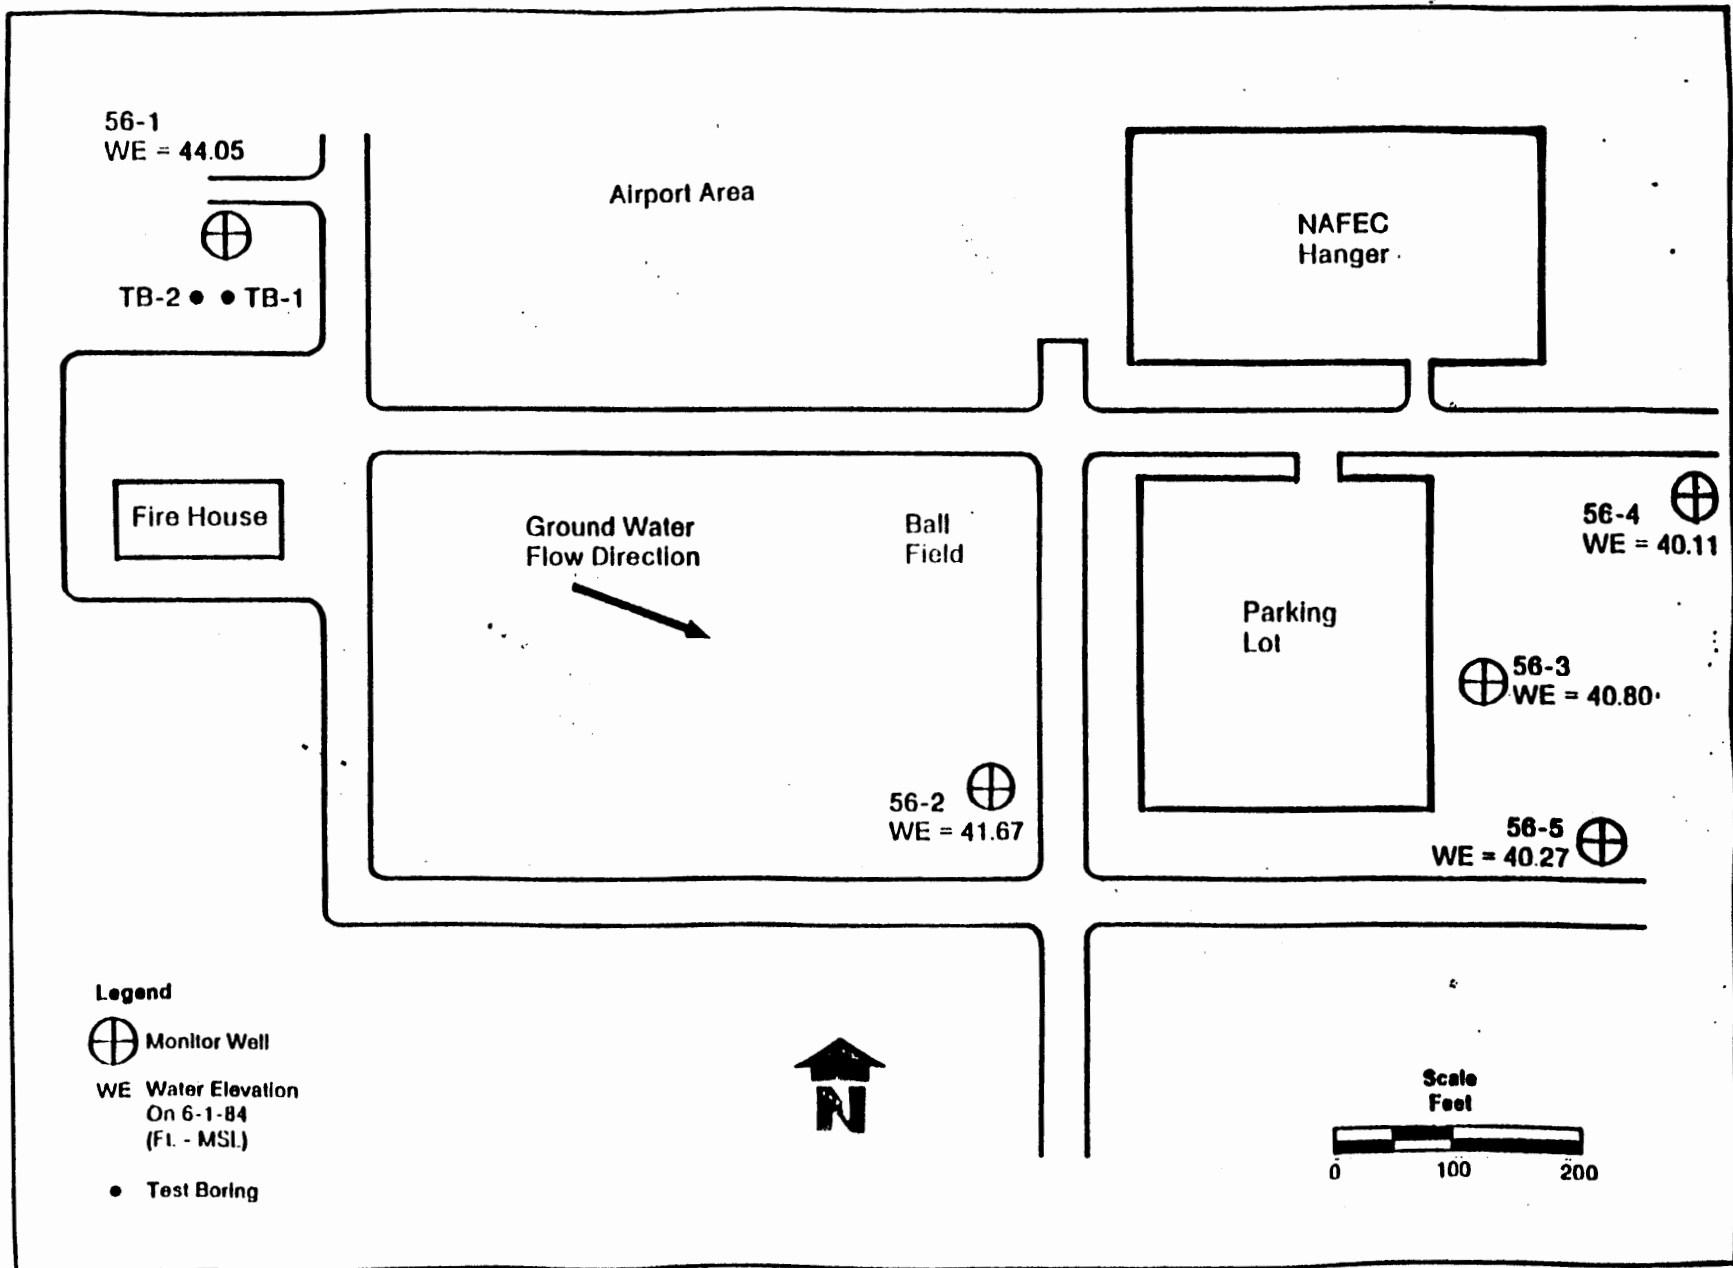 56-1
WE = 44.05
Airport Area
NAFEC
Hanger
TB-2
TB-1
Fire House
Ground Water
Flow Direction
Ball
Field
56-4
WE = 40.11
Parking
Lot
56-3
WE = 40.80
56-2
WE = 41.67
56-5
WE = 40.27
Legend
Monitor Well
WE Water Elevation
On 6-1-84
(Ft. - MSL)
Test Boring
N
Scale
Feet
0 100 200